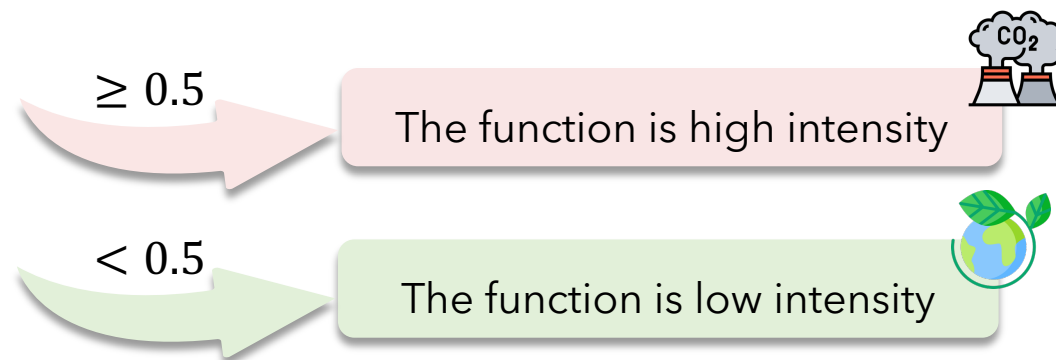 CO₂
≥ 0.5
The function is high intensity
< 0.5
The function is low intensity